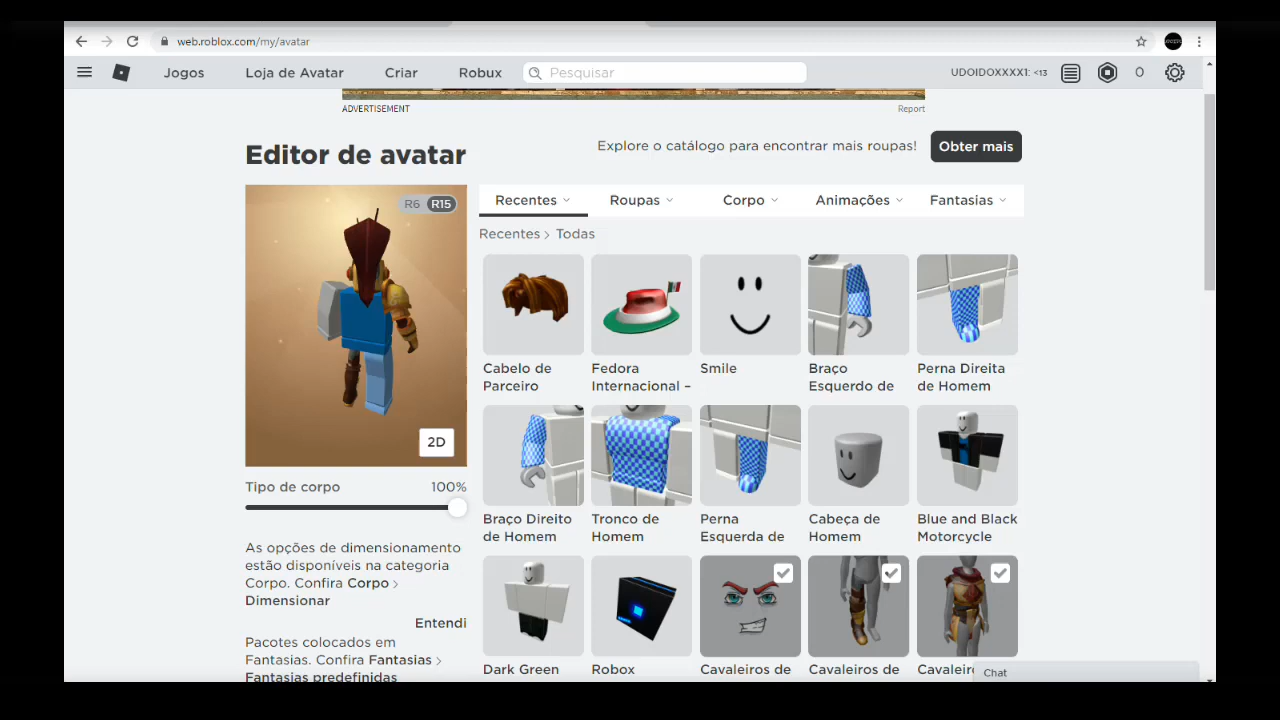 web.roblox.com/my/avatar
Jogos Loja de Avatar Criar Robux Pesquisar UDOIDOXXXX1: <13 0
ADVERTISEMENT Report
Editor de avatar
Explore o catálogo para encontrar mais roupas! Obter mais
R6 R15
Recentes Roupas Corpo Animações Fantasias
Recentes > Todas
Cabelo de
Parceiro
Fedora
Internacional –
Smile
Braço
Esquerdo de
Perna Direita
de Homem
2D
Tipo de corpo 100%
Braço Direito
de Homem
Tronco de
Homem
Perna
Esquerda de
Cabeça de
Homem
Blue and Black
Motorcycle
As opções de dimensionamento
estão disponíveis na categoria
Corpo. Confira Corpo >
Dimensionar
Entendi
Pacotes colocados em
Fantasias. Confira Fantasias >
Fantasias predefinidas
Dark Green
Robox
Cavaleiros de
Cavaleiros de
Chat